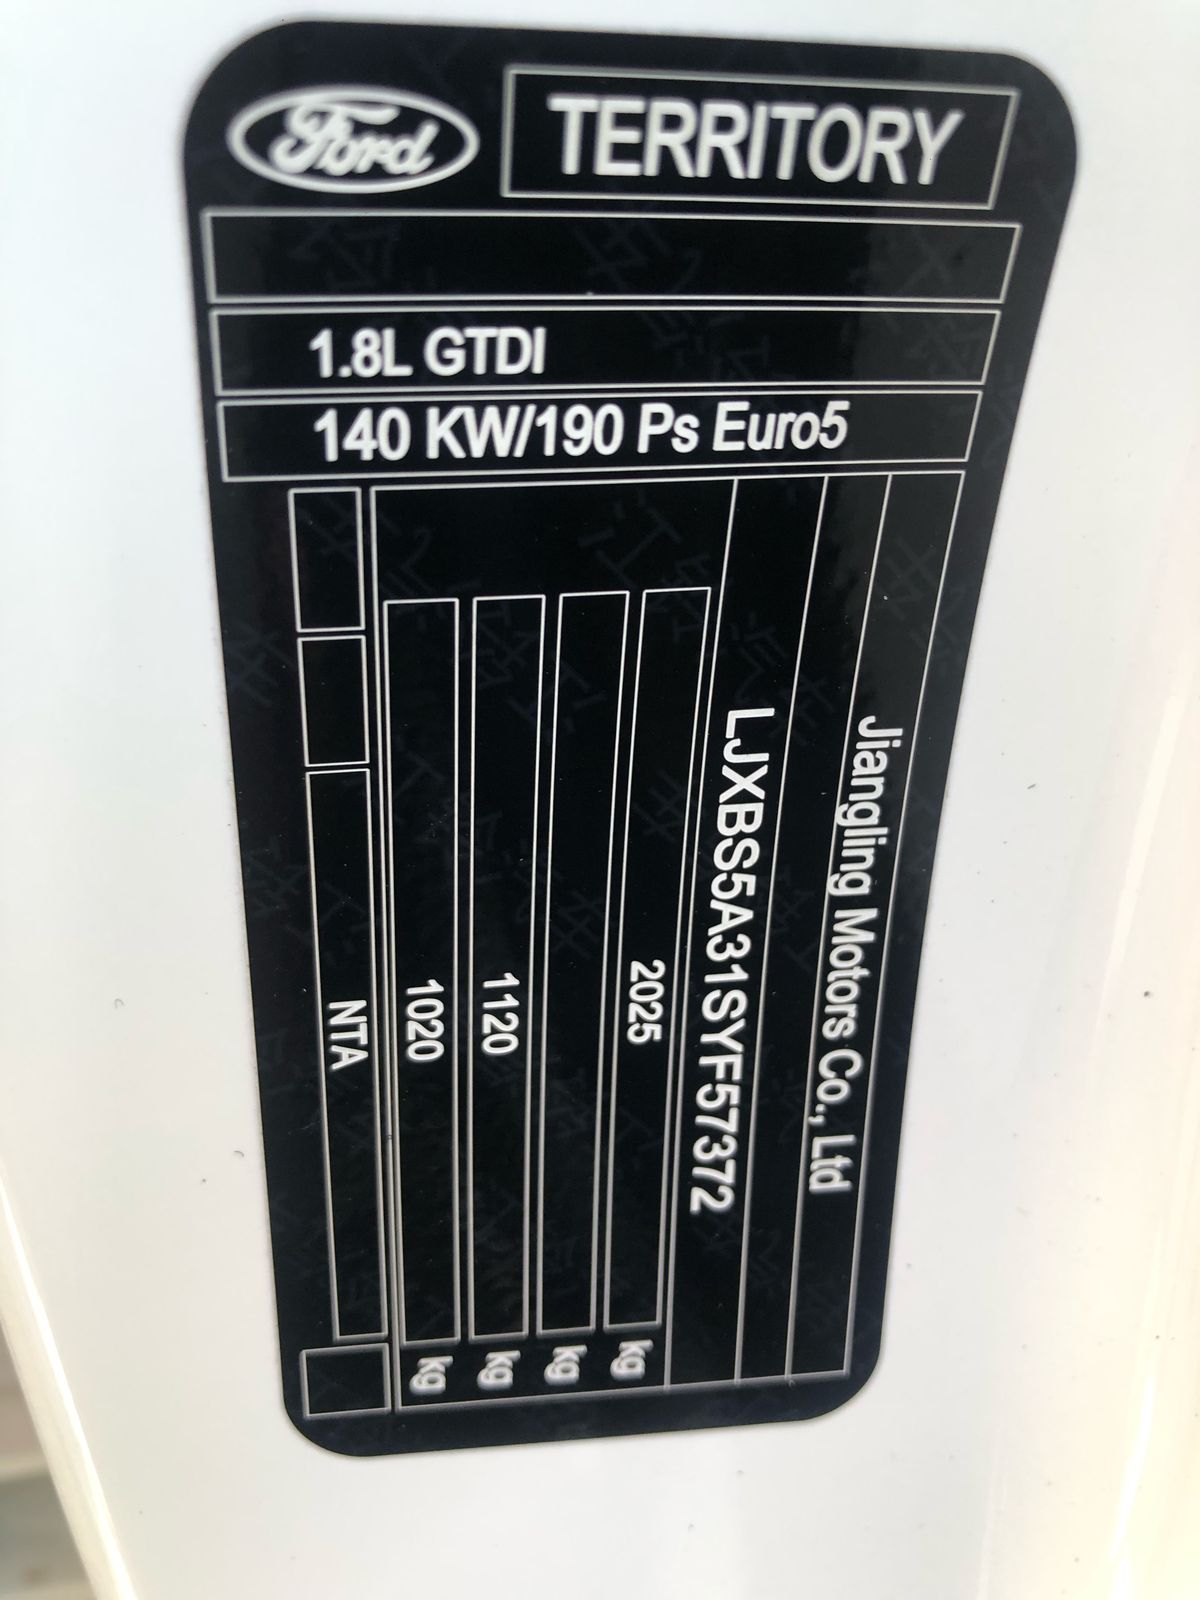 Ford
TERRITORY
1.8L GTDI
140 KW/190 Ps Euro5
Jiangling Motors Co., Ltd
LJXBS5A31SYF57372
2025 kg
kg
1120 kg
1020 kg
NTA